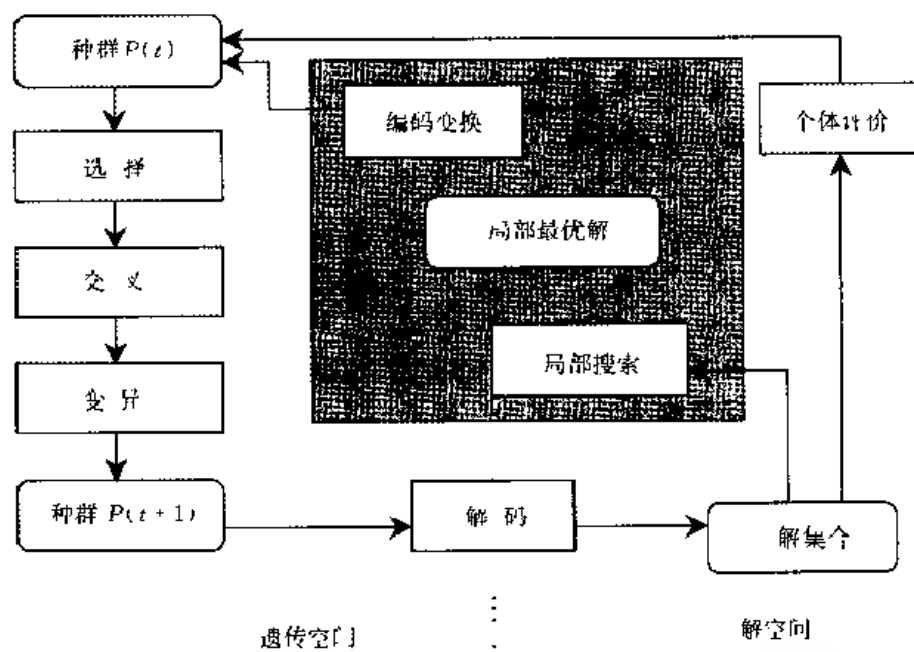 种群 P(t)
编码变换
个体评价
选择
局部最优解
交叉
局部搜索
变异
种群 P(t+1)
解码
解集合
遗传空间
解空间